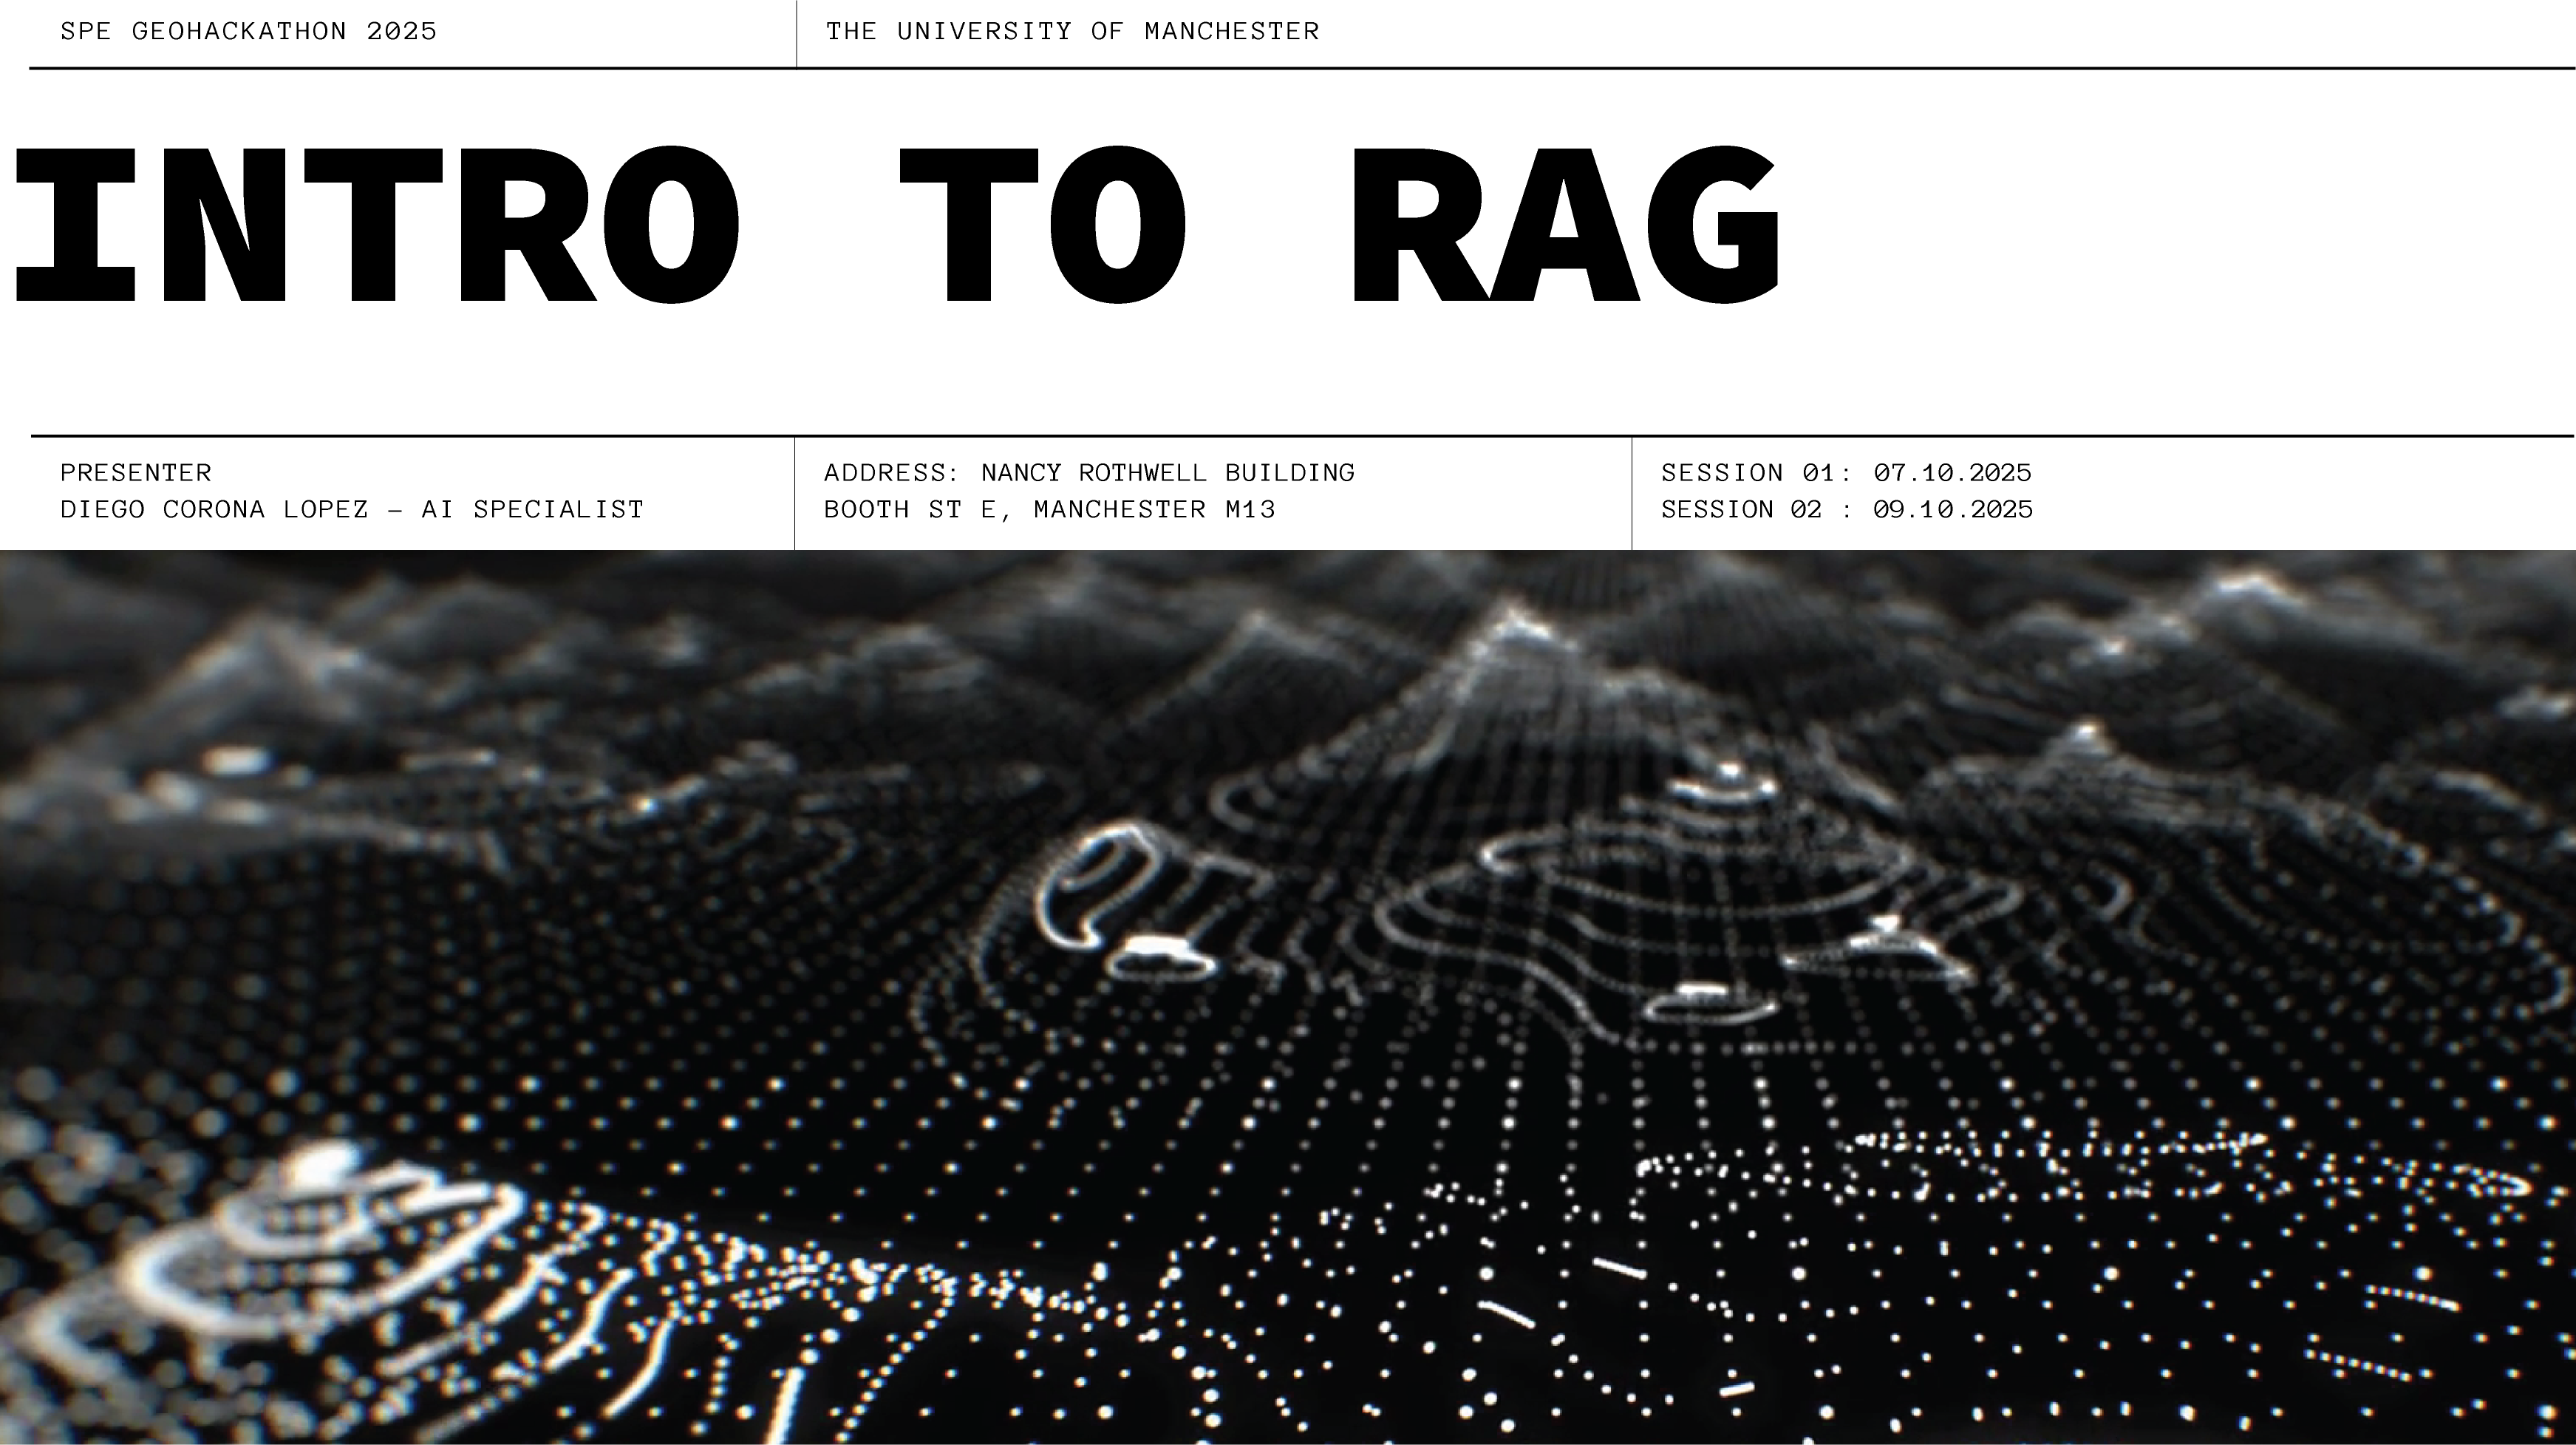 SPE GEOHACKATHON 2025
THE UNIVERSITY OF MANCHESTER
INTRO TO RAG
PRESENTER
DIEGO CORONA LOPEZ – AI SPECIALIST
ADDRESS: NANCY ROTHWELL BUILDING
BOOTH ST E, MANCHESTER M13
SESSION 01: 07.10.2025
SESSION 02 : 09.10.2025